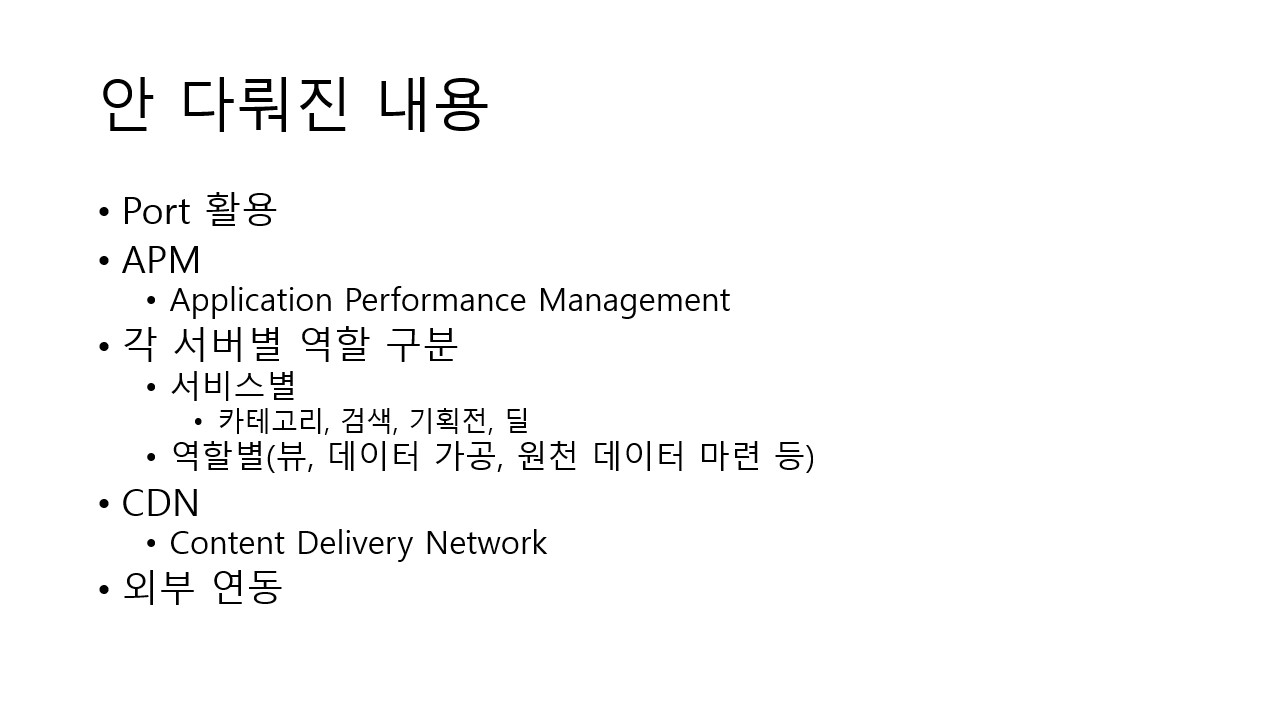 안 다뤄진 내용
• Port 활용
• APM
• Application Performance Management
• 각 서버별 역할 구분
• 서비스별
• 카테고리, 검색, 기획전, 딜
• 역할별(뷰, 데이터 가공, 원천 데이터 마련 등)
• CDN
• Content Delivery Network
• 외부 연동